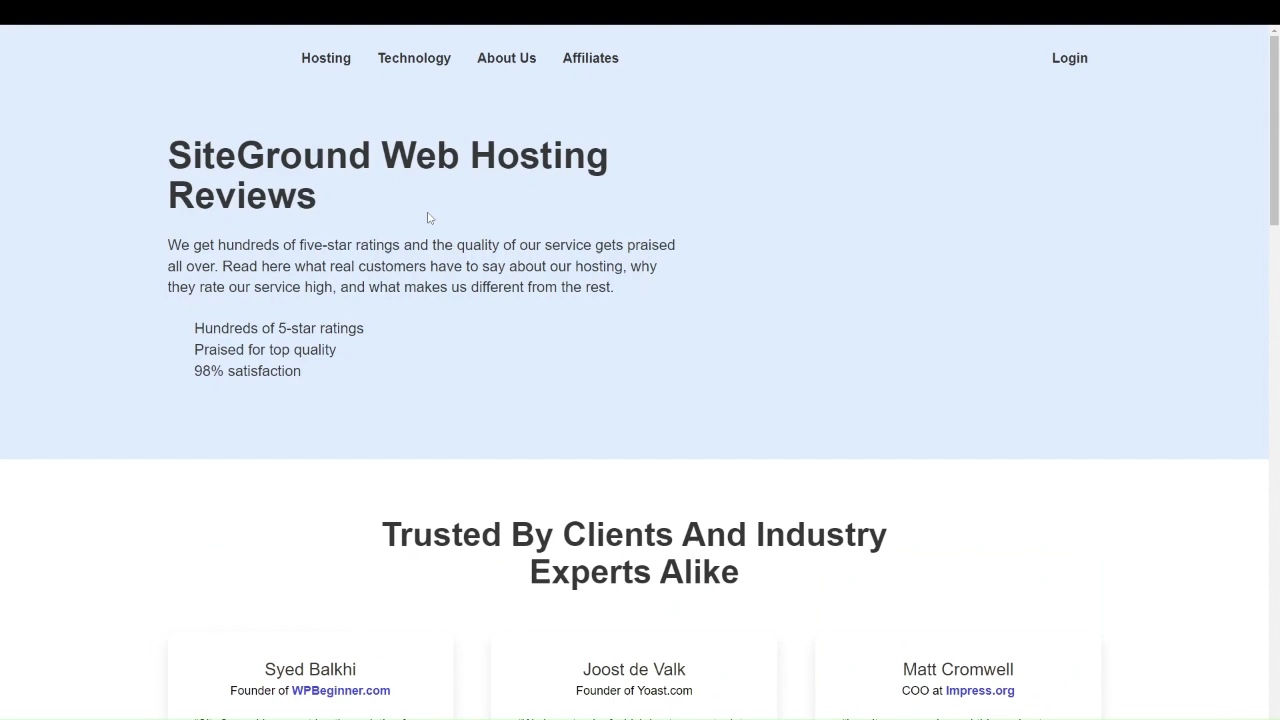 Hosting Technology About Us Affiliates Login
SiteGround Web Hosting
Reviews
We get hundreds of five-star ratings and the quality of our service gets praised
all over. Read here what real customers have to say about our hosting, why
they rate our service high, and what makes us different from the rest.
Hundreds of 5-star ratings
Praised for top quality
98% satisfaction
Trusted By Clients And Industry
Experts Alike
Syed Balkhi
Founder of WPBeginner.com
Joost de Valk
Founder of Yoast.com
Matt Cromwell
COO at Impress.org